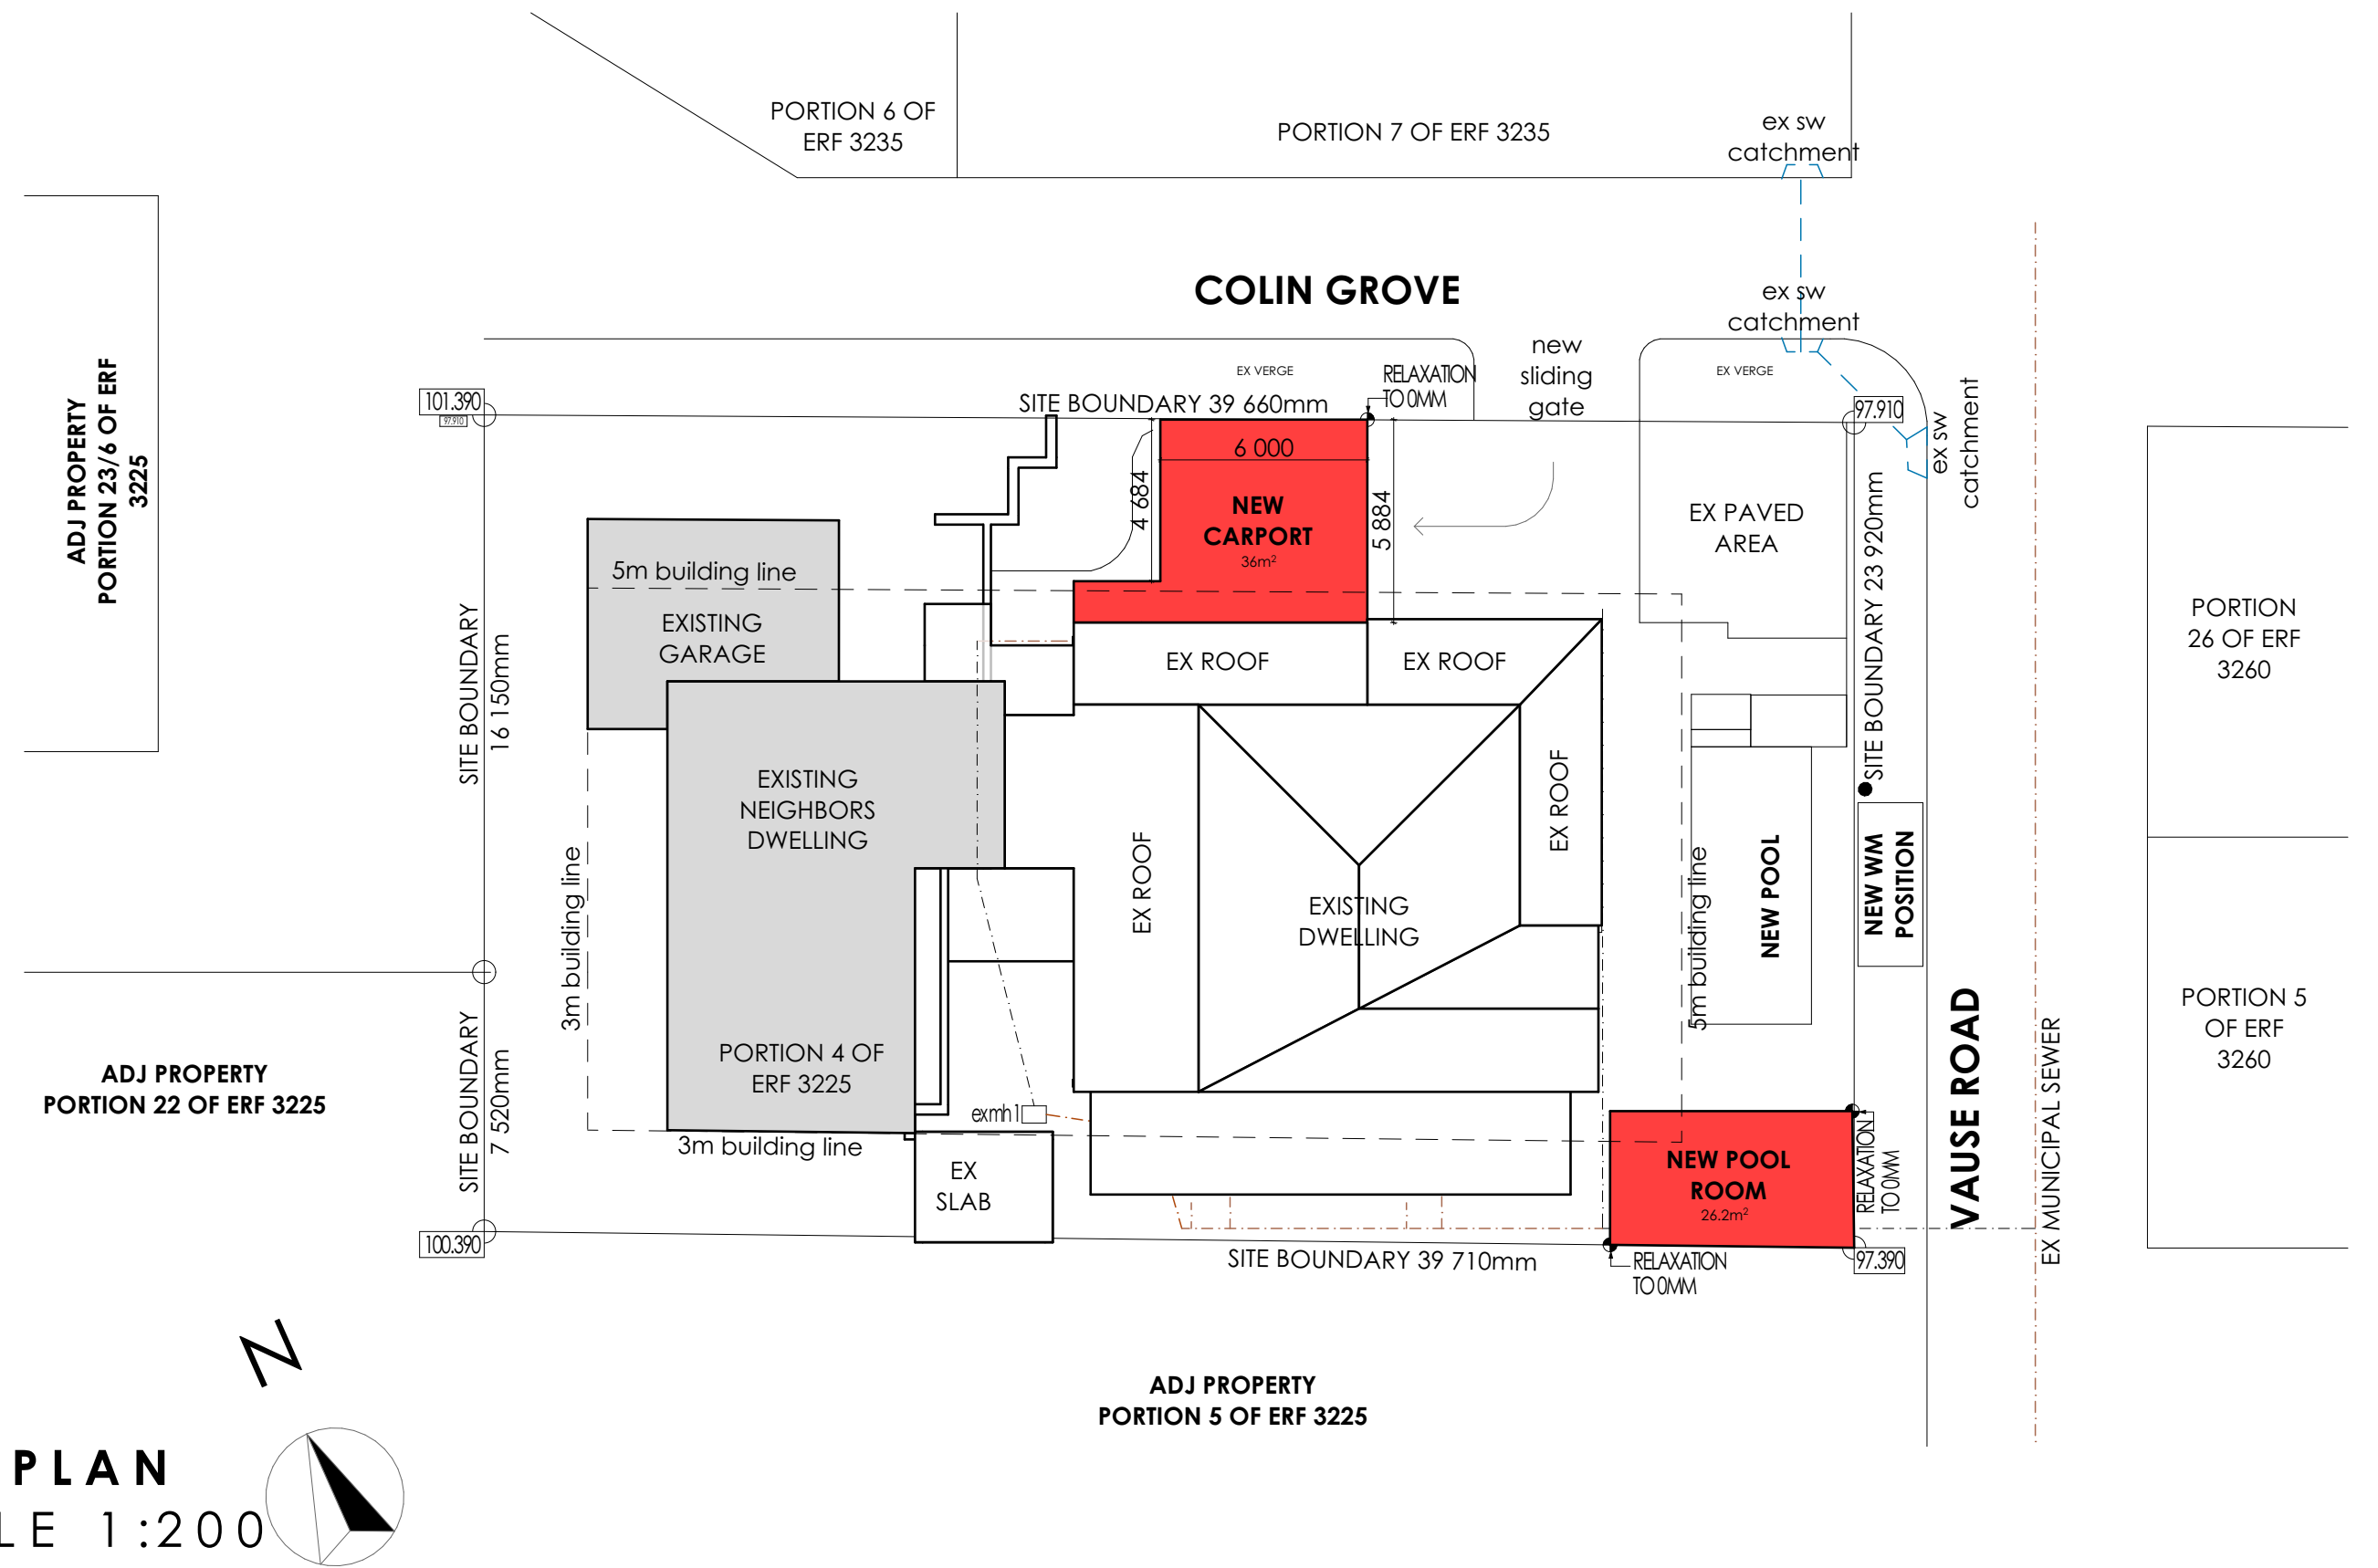 PORTION 6 OF
ERF 3235
PORTION 7 OF ERF 3235
ex sw
catchment
COLIN GROVE
ex sw
catchment
ADJ PROPERTY
PORTION 23/6 OF ERF
3225
101.390
97.910
SITE BOUNDARY 39 660mm
EX VERGE
RELAXATION
TO 0MM
new
sliding
gate
EX VERGE
97.910
ex sw
catchment
6 000
4 684
NEW
CARPORT
36m²
5 884
EX PAVED
AREA
SITE BOUNDARY 23 920mm
5m building line
EXISTING
GARAGE
SITE BOUNDARY
16 150mm
EX ROOF
EX ROOF
PORTION
26 OF ERF
3260
EXISTING
NEIGHBORS
DWELLING
EX ROOF
EX ROOF
EXISTING
DWELLING
3m building line
5m building line
NEW POOL
NEW WM
POSITION
PORTION 5
OF ERF
3260
ADJ PROPERTY
PORTION 22 OF ERF 3225
SITE BOUNDARY
7 520mm
PORTION 4 OF
ERF 3225
exmh1
3m building line
EX
SLAB
NEW POOL
ROOM
26.2m²
RELAXATION
TO 0MM
VAUSE ROAD
EX MUNICIPAL SEWER
100.390
SITE BOUNDARY 39 710mm
RELAXATION
TO 0MM
97.390
N
ADJ PROPERTY
PORTION 5 OF ERF 3225
PLAN
LE 1:200